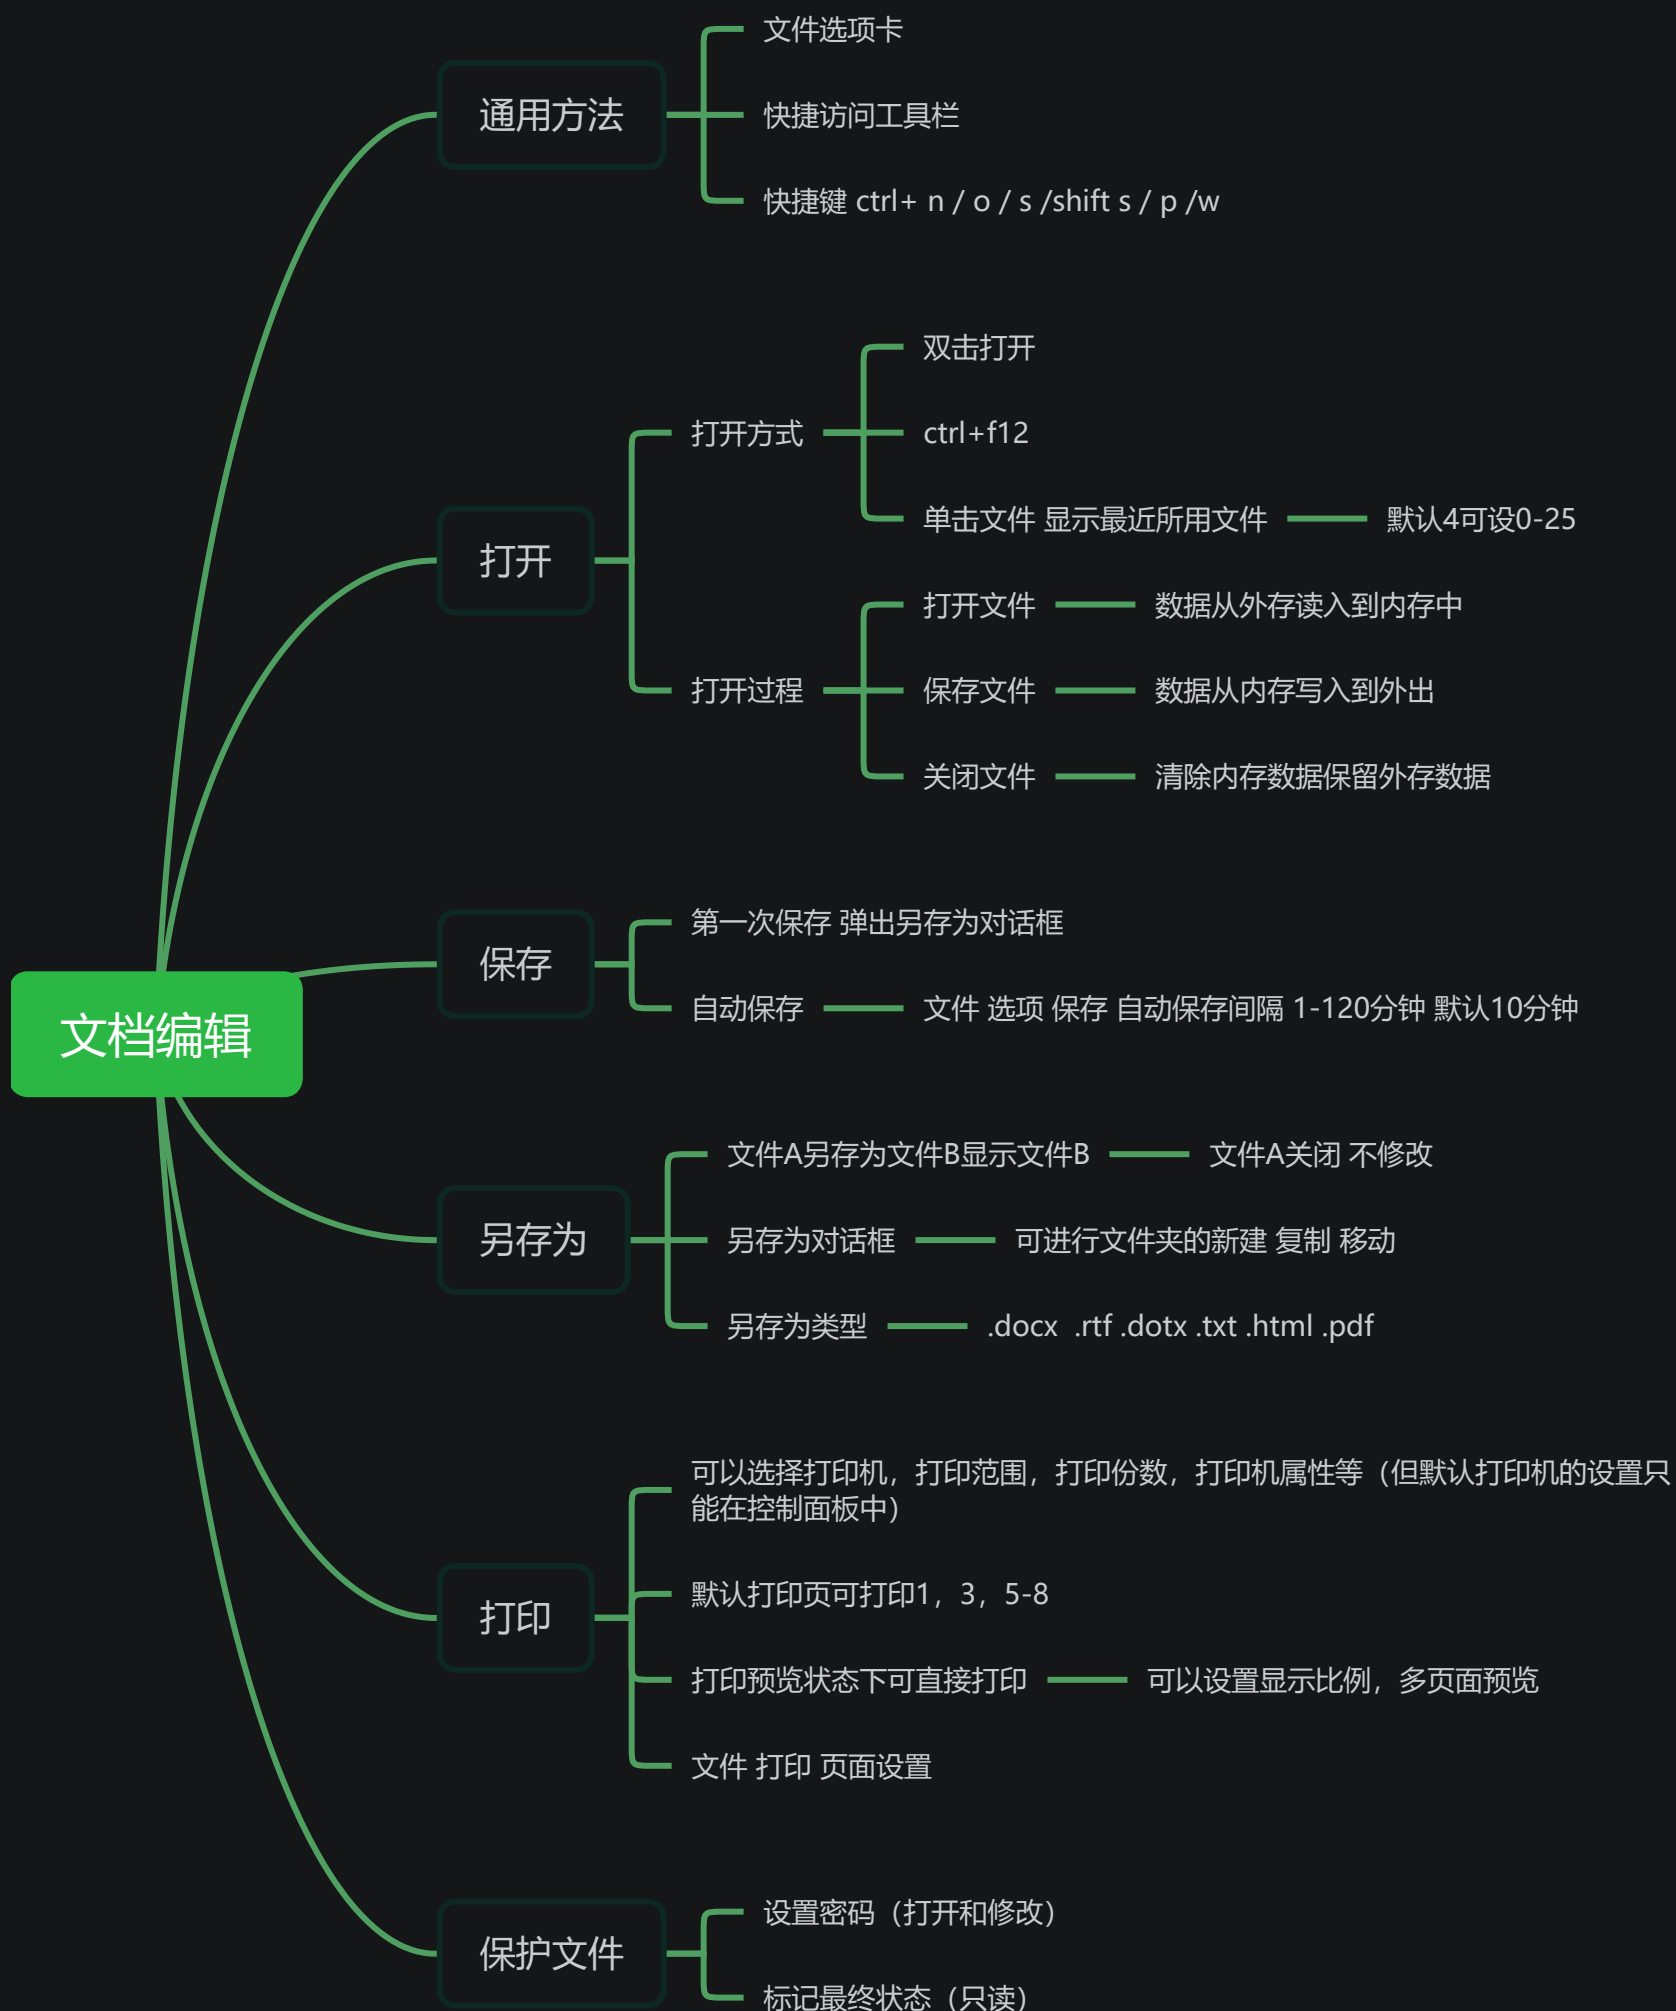 文档编辑
通用方法
文件选项卡
快捷访问工具栏
快捷键 ctrl+ n / o / s /shift s / p /w
打开
打开方式
双击打开
ctrl+f12
单击文件 显示最近所用文件
默认4可设0-25
打开过程
打开文件
数据从外存读入到内存中
保存文件
数据从内存写入到外出
关闭文件
清除内存数据保留外存数据
保存
第一次保存 弹出另存为对话框
自动保存
文件 选项 保存 自动保存间隔 1-120分钟 默认10分钟
另存为
文件A另存为文件B显示文件B
文件A关闭 不修改
另存为对话框
可进行文件夹的新建 复制 移动
另存为类型
.docx  .rtf .dotx .txt .html .pdf
打印
可以选择打印机，打印范围，打印份数，打印机属性等（但默认打印机的设置只
能在控制面板中）
默认打印页可打印1，3，5-8
打印预览状态下可直接打印
可以设置显示比例，多页面预览
文件 打印 页面设置
保护文件
设置密码（打开和修改）
标记最终状态（只读）